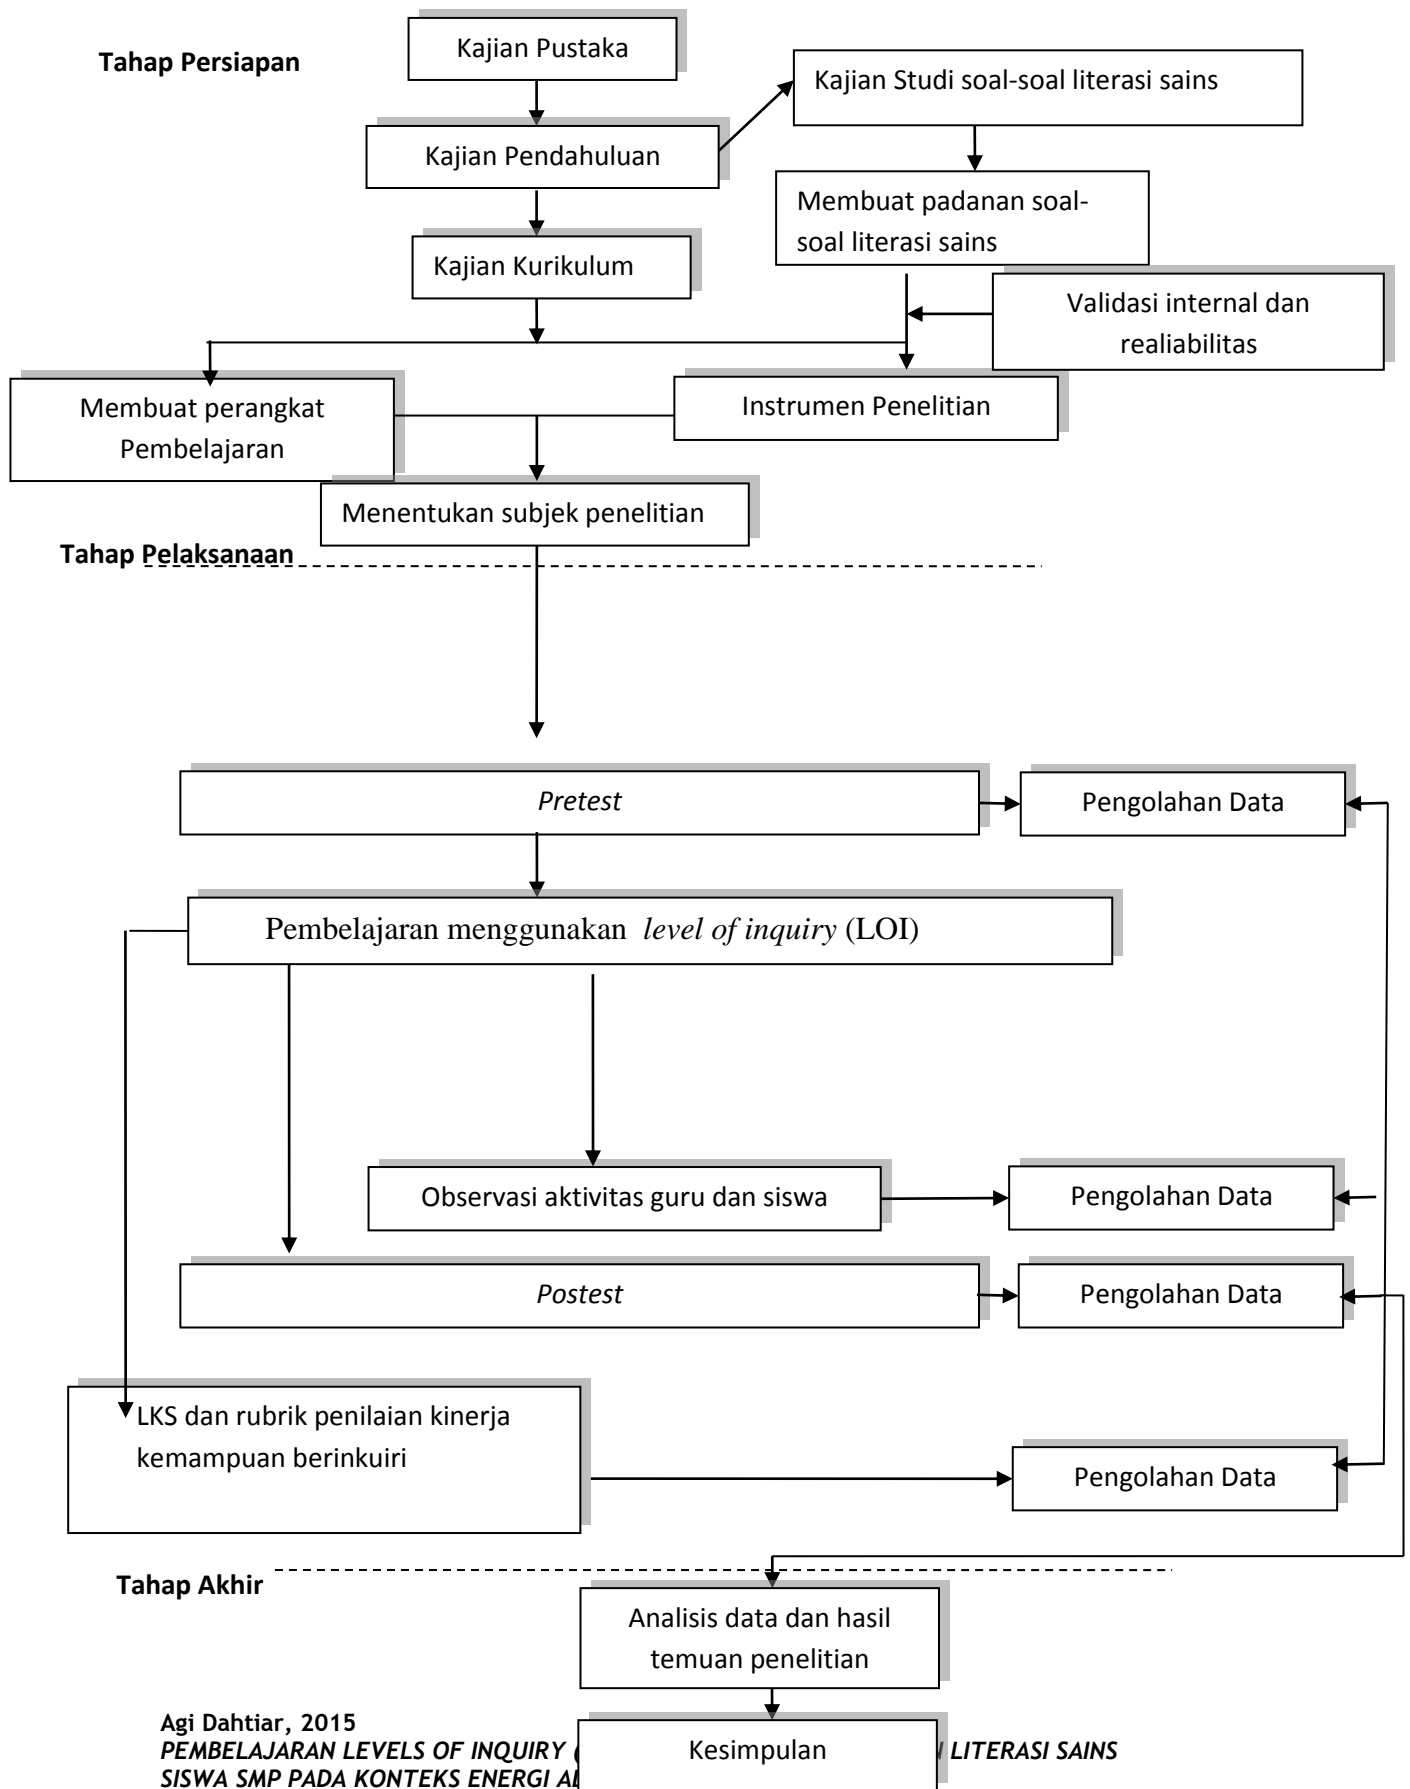 Tahap Persiapan
Kajian Pustaka
Kajian Studi soal-soal literasi sains
Kajian Pendahuluan
Membuat padanan soal-
soal literasi sains
Kajian Kurikulum
Validasi internal dan
realiabilitas
Membuat perangkat
Pembelajaran
Instrumen Penelitian
Menentukan subjek penelitian
Tahap Pelaksanaan
Pretest
Pengolahan Data
Pembelajaran menggunakan level of inquiry (LOI)
Observasi aktivitas guru dan siswa
Pengolahan Data
Postest
Pengolahan Data
LKS dan rubrik penilaian kinerja
kemampuan berinkuiri
Pengolahan Data
Tahap Akhir
Analisis data dan hasil
temuan penelitian
Kesimpulan
Agi Dahtiar, 2015
PEMBELAJARAN LEVELS OF INQUIRY ( LITERASI SAINS
SISWA SMP PADA KONTEKS ENERGI